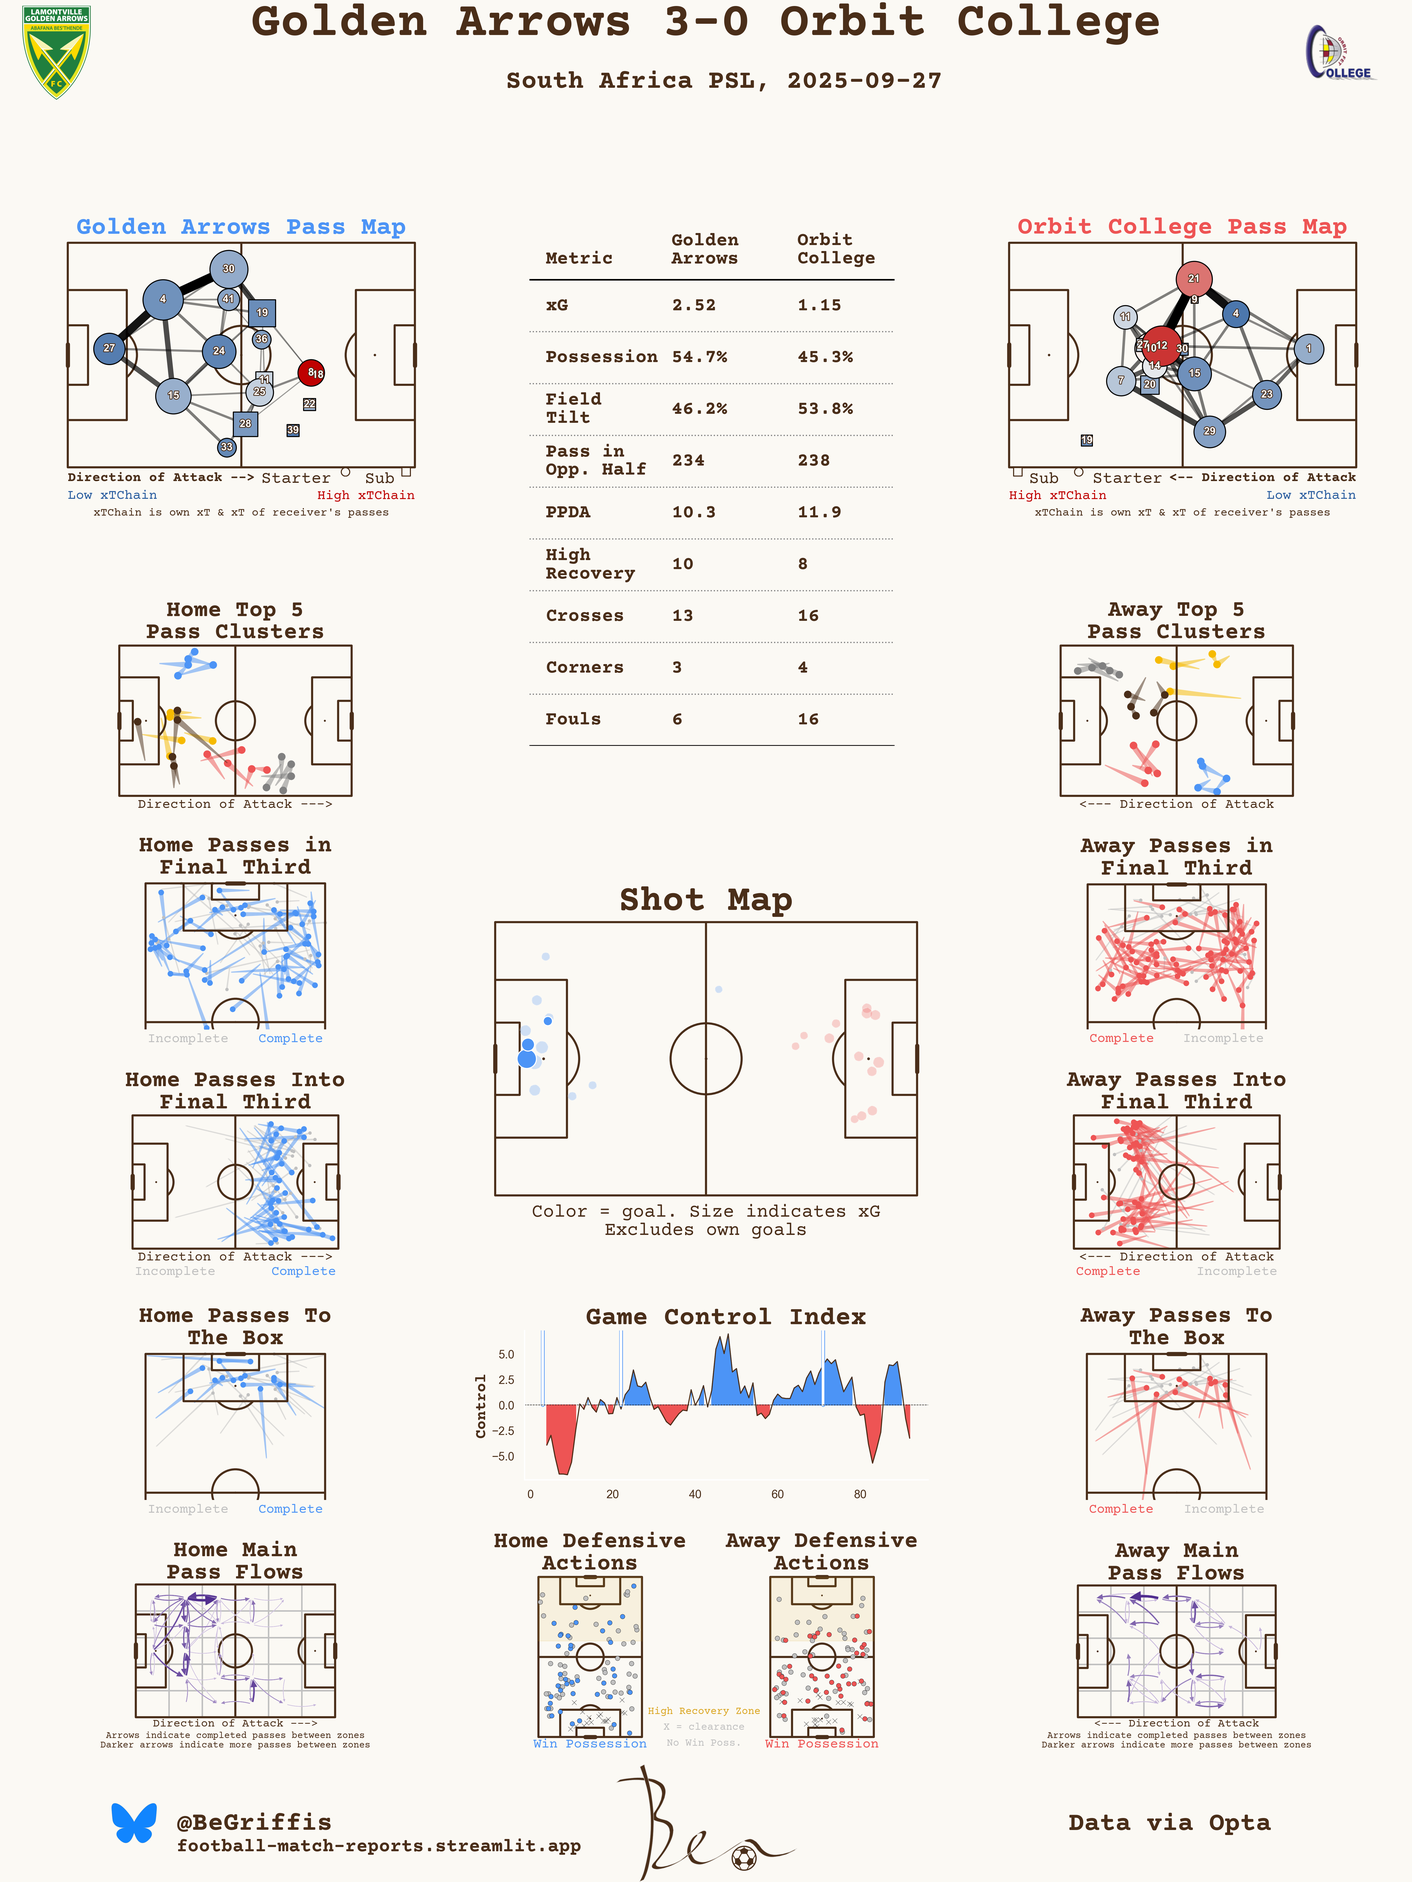 Golden Arrows 3-0 Orbit College
South Africa PSL, 2025-09-27
LAMONTVILLE
GOLDEN ARROWS
ABAFANA BES'THENDE
FC
ORBIT TVET
COLLEGE
Golden Arrows Pass Map
30
4
41
19
27
24
36
11
8
18
15
25
22
28
39
33
Direction of Attack --> Starter Sub
Low xTChain High xTChain
xTChain is own xT & xT of receiver's passes
Metric Golden Arrows Orbit College
xG 2.52 1.15
Possession 54.7% 45.3%
Field Tilt 46.2% 53.8%
Pass in Opp. Half 234 238
PPDA 10.3 11.9
High Recovery 10 8
Crosses 13 16
Corners 3 4
Fouls 6 16
Orbit College Pass Map
21
9
11
4
27
10
12
30
1
14
15
7
20
23
29
19
Sub Starter <-- Direction of Attack
High xTChain Low xTChain
xTChain is own xT & xT of receiver's passes
Home Top 5
Pass Clusters
Direction of Attack --->
Away Top 5
Pass Clusters
<--- Direction of Attack
Home Passes in
Final Third
Incomplete Complete
Away Passes in
Final Third
Complete Incomplete
Shot Map
Color = goal. Size indicates xG
Excludes own goals
Home Passes Into
Final Third
Direction of Attack --->
Incomplete Complete
Away Passes Into
Final Third
<--- Direction of Attack
Complete Incomplete
Home Passes To
The Box
Incomplete Complete
Game Control Index
Control
5.0
2.5
0.0
−2.5
−5.0
0 20 40 60 80
Away Passes To
The Box
Complete Incomplete
Home Main
Pass Flows
Direction of Attack --->
Arrows indicate completed passes between zones
Darker arrows indicate more passes between zones
Home Defensive
Actions
Win Possession
Away Defensive
Actions
Win Possession
High Recovery Zone
X = clearance
No Win Poss.
Away Main
Pass Flows
<--- Direction of Attack
Arrows indicate completed passes between zones
Darker arrows indicate more passes between zones
@BeGriffis
football-match-reports.streamlit.app
Ben
Data via Opta